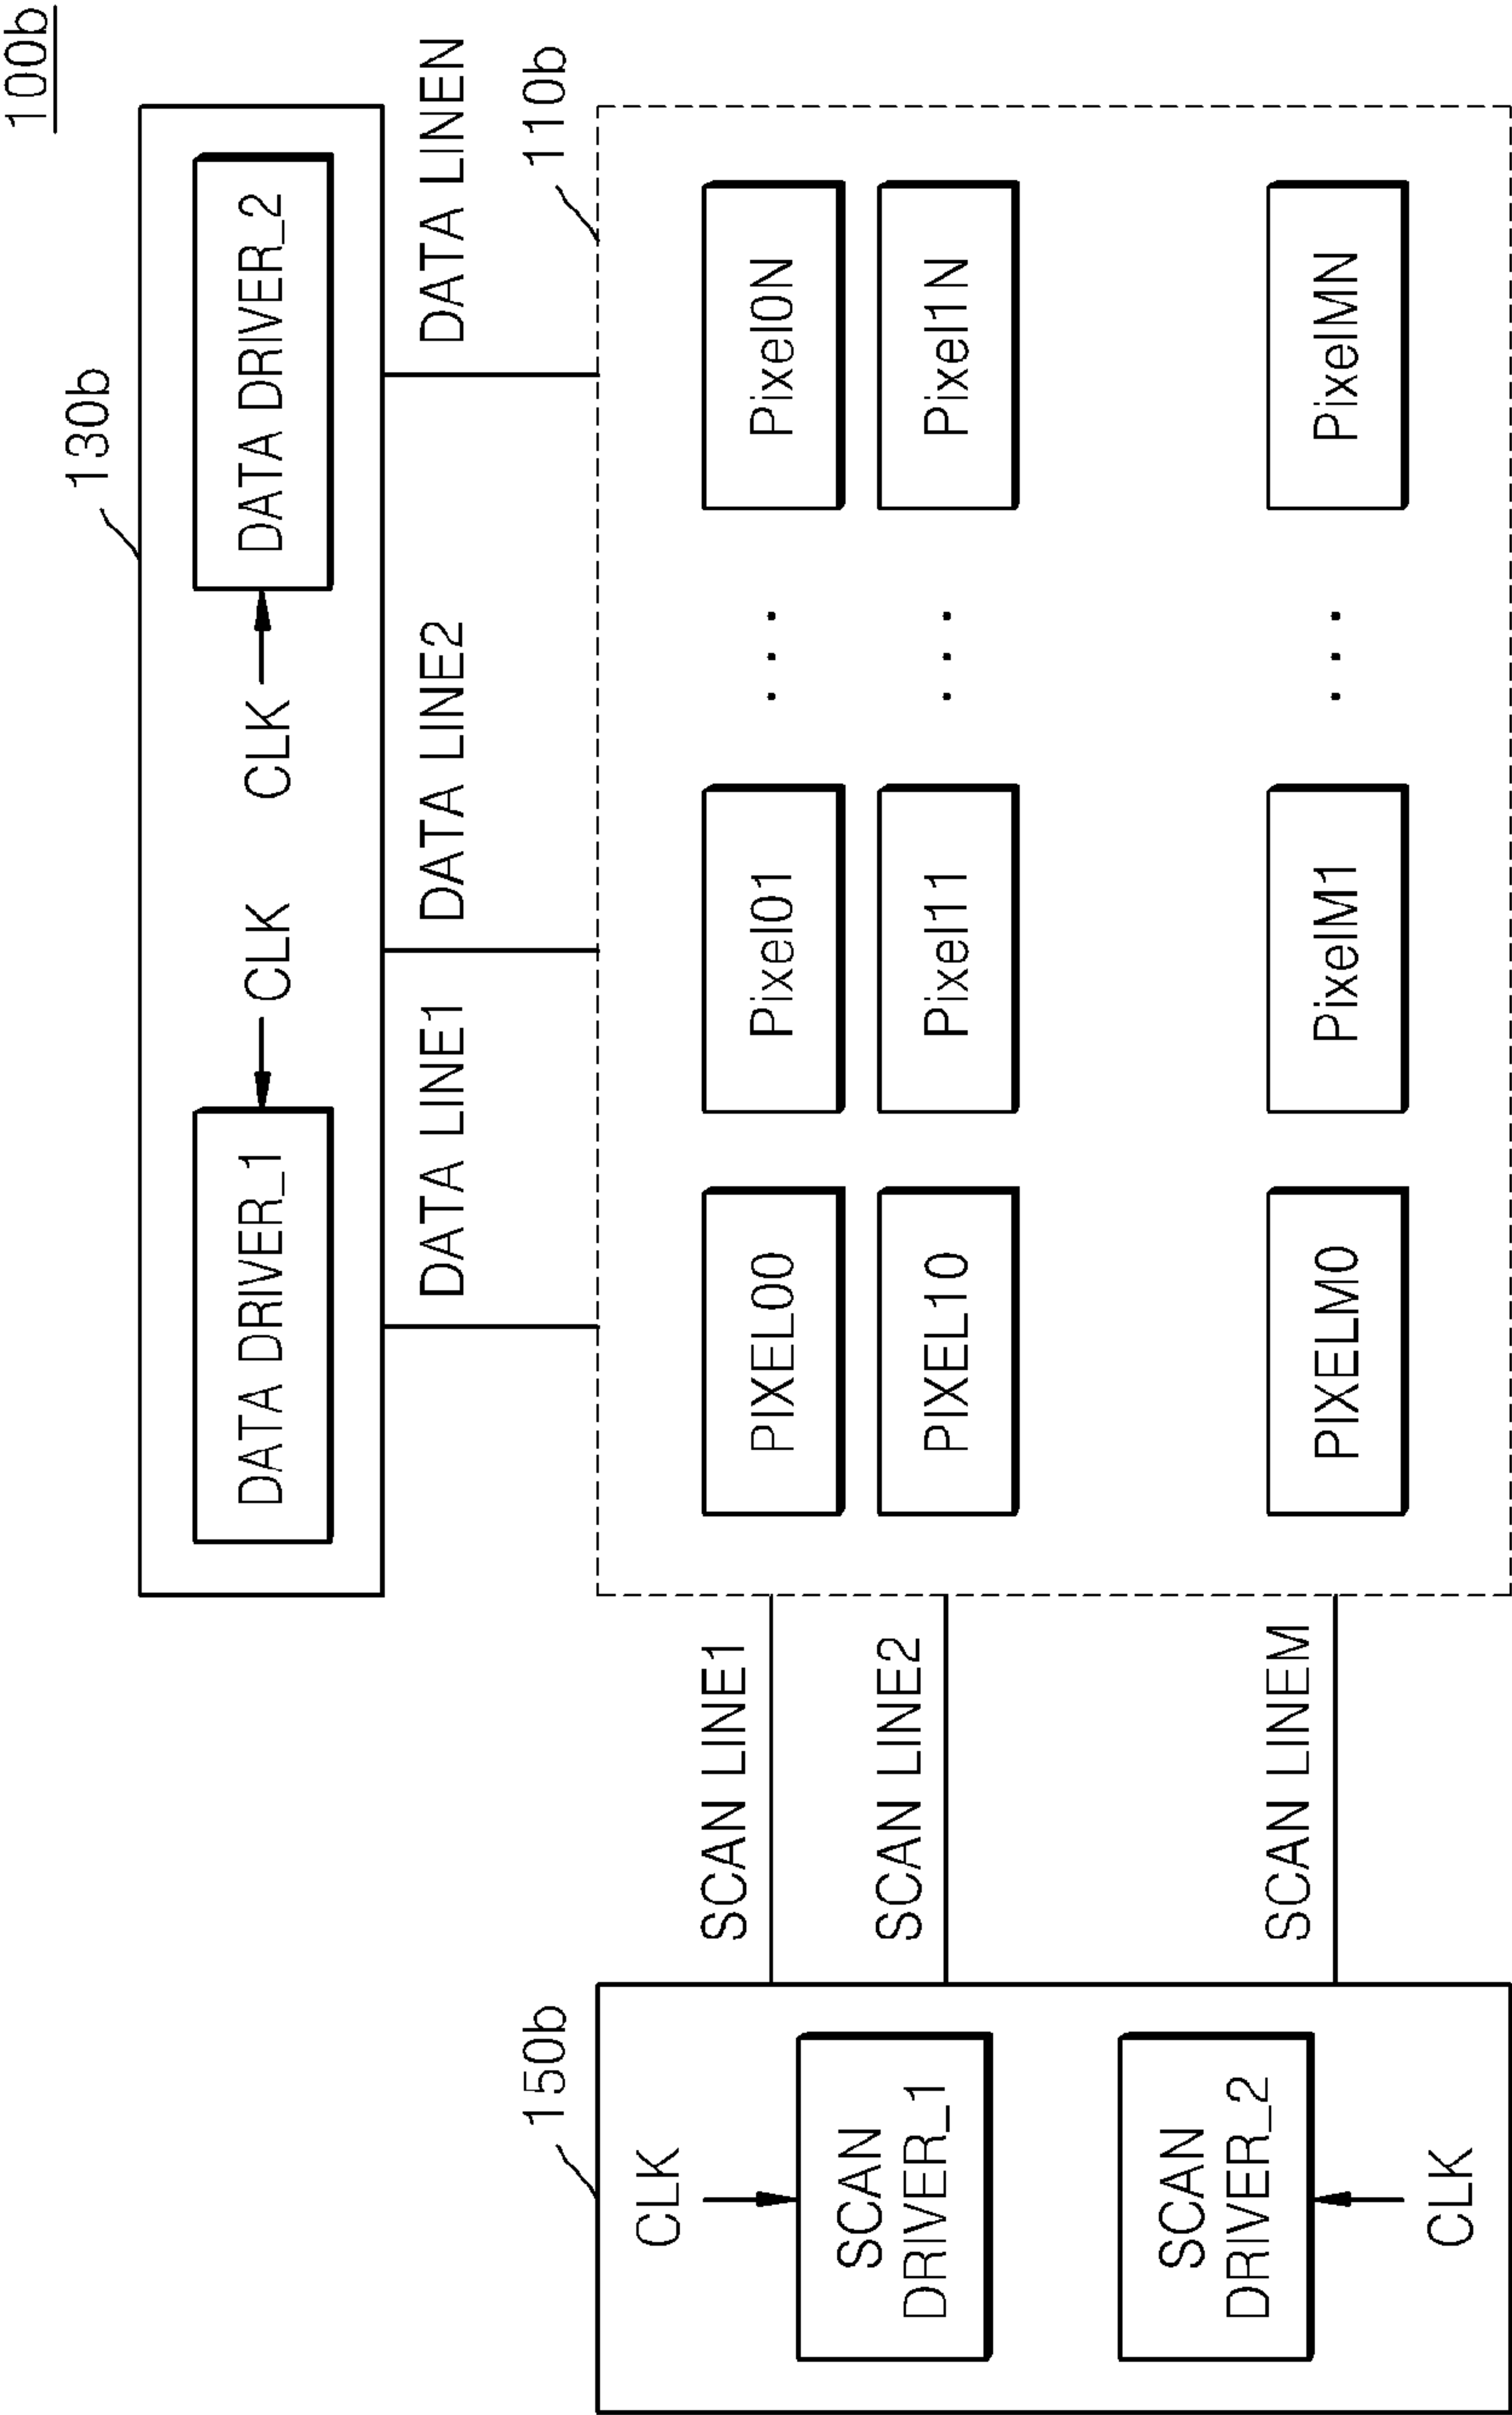 100b
130b
DATA DRIVER_1
CLK
CLK
DATA DRIVER_2
DATA LINE1
DATA LINE2
DATA LINEN
150b
110b
CLK
SCAN
DRIVER_1
SCAN
DRIVER_2
CLK
SCAN LINE1
SCAN LINE2
SCAN LINEM
PIXEL00
Pixel01
. . .
Pixel0N
PIXEL10
Pixel11
. . .
Pixel1N
PIXELM0
PixelM1
. . .
PixelMN